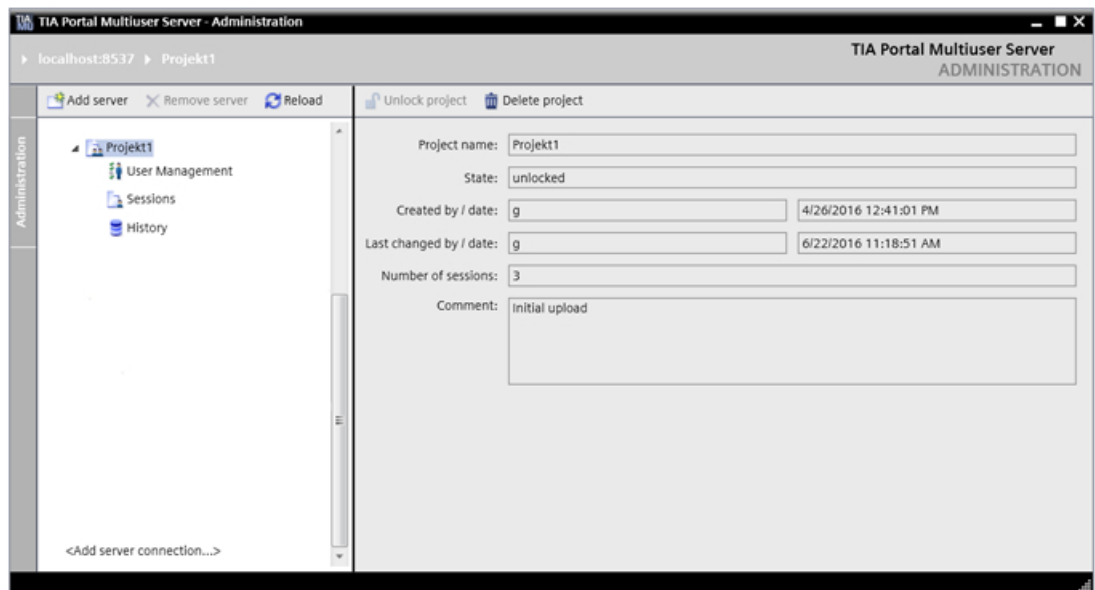 TIA Portal Multiuser Server - Administration
localhost:8537 Projekt1
TIA Portal Multiuser Server
ADMINISTRATION
Add server Remove server Reload
Unlock project Delete project
Administration
Projekt1
User Management
Sessions
History
<Add server connection...>
Project name: Projekt1
State: unlocked
Created by / date: g 4/26/2016 12:41:01 PM
Last changed by / date: g 6/22/2016 11:18:51 AM
Number of sessions: 3
Comment: Initial upload